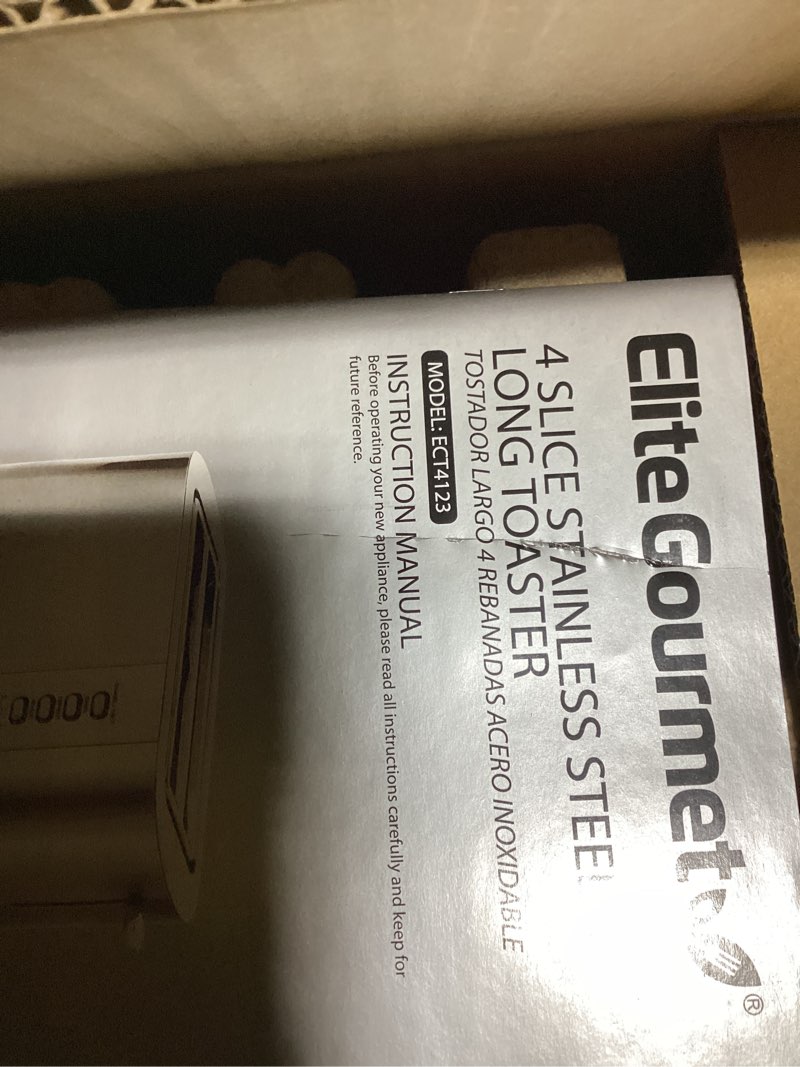 Elite Gourmet®
4 SLICE STAINLESS STEEL
LONG TOASTER
TOSTADOR LARGO 4 REBANADAS ACERO INOXIDABLE
MODEL: ECT4123
INSTRUCTION MANUAL
Before operating your new appliance, please read all instructions carefully and keep for
future reference.